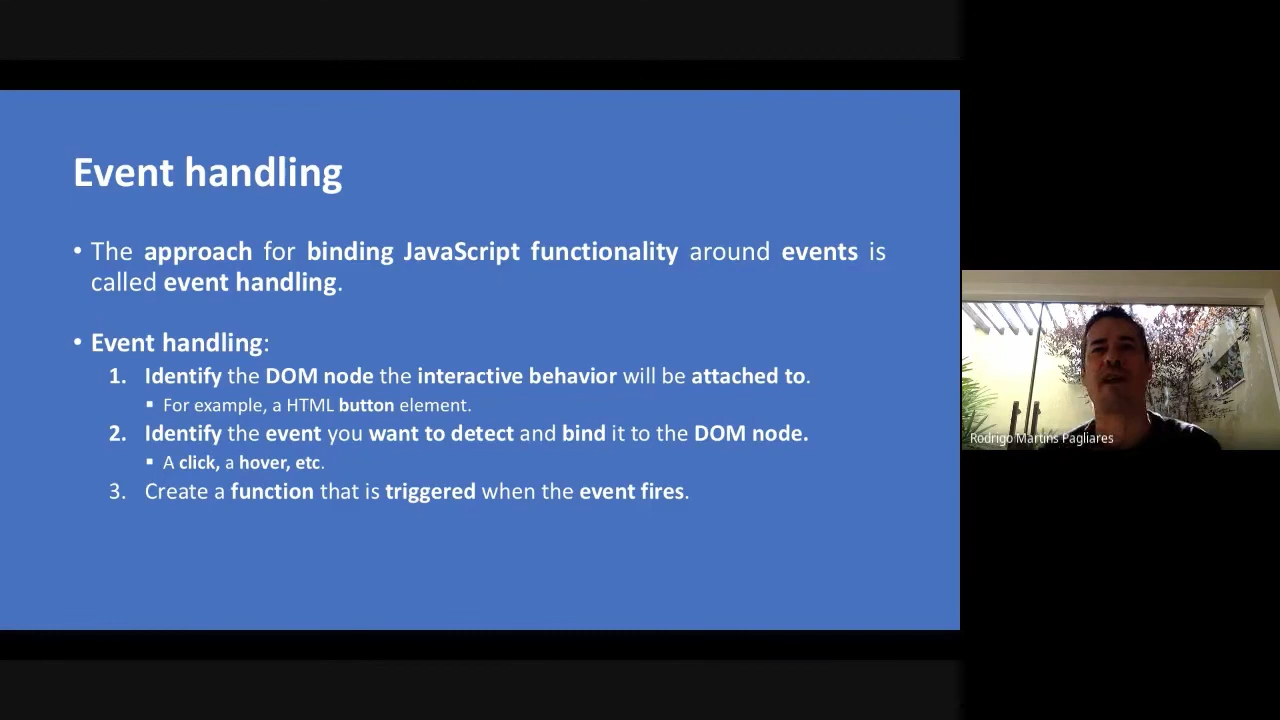 Event handling
• The approach for binding JavaScript functionality around events is
called event handling.
• Event handling:
1. Identify the DOM node the interactive behavior will be attached to.
▪ For example, a HTML button element.
2. Identify the event you want to detect and bind it to the DOM node.
▪ A click, a hover, etc.
3. Create a function that is triggered when the event fires.
Rodrigo Martins Pagliares